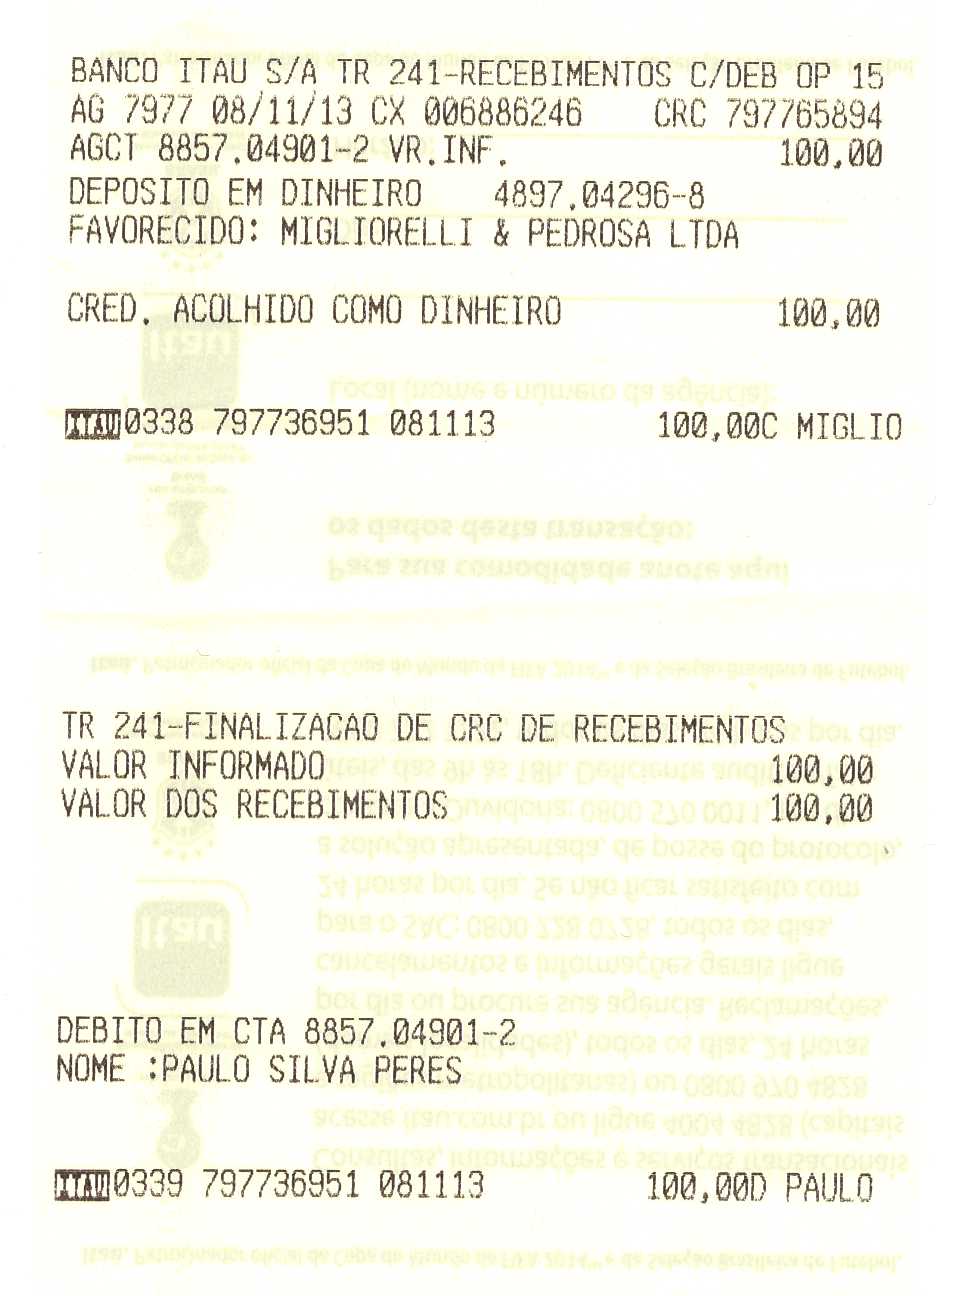 BANCO ITAU S/A TR 241-RECEBIMENTOS C/DEB OP 15
AG 7977 08/11/13 CX 006886246 CRC 797765894
AGCT 8857.04901-2 VR.INF. 100,00
DEPOSITO EM DINHEIRO 4897.04296-8
FAVORECIDO: MIGLIORELLI & PEDROSA LTDA
CRED. ACOLHIDO COMO DINHEIRO 100,00
ITAU0338 797736951 081113 100,00C MIGLIO
TR 241-FINALIZACAO DE CRC DE RECEBIMENTOS
VALOR INFORMADO 100,00
VALOR DOS RECEBIMENTOS 100,00
DEBITO EM CTA 8857.04901-2
NOME :PAULO SILVA PERES
ITAU0339 797736951 081113 100,00D PAULO